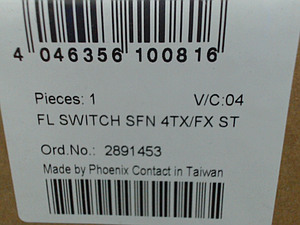 4 046356 100816
Pieces: 1 V/C:04
FL SWITCH SFN 4TX/FX ST
Ord.No.: 2891453
Made by Phoenix Contact in Taiwan